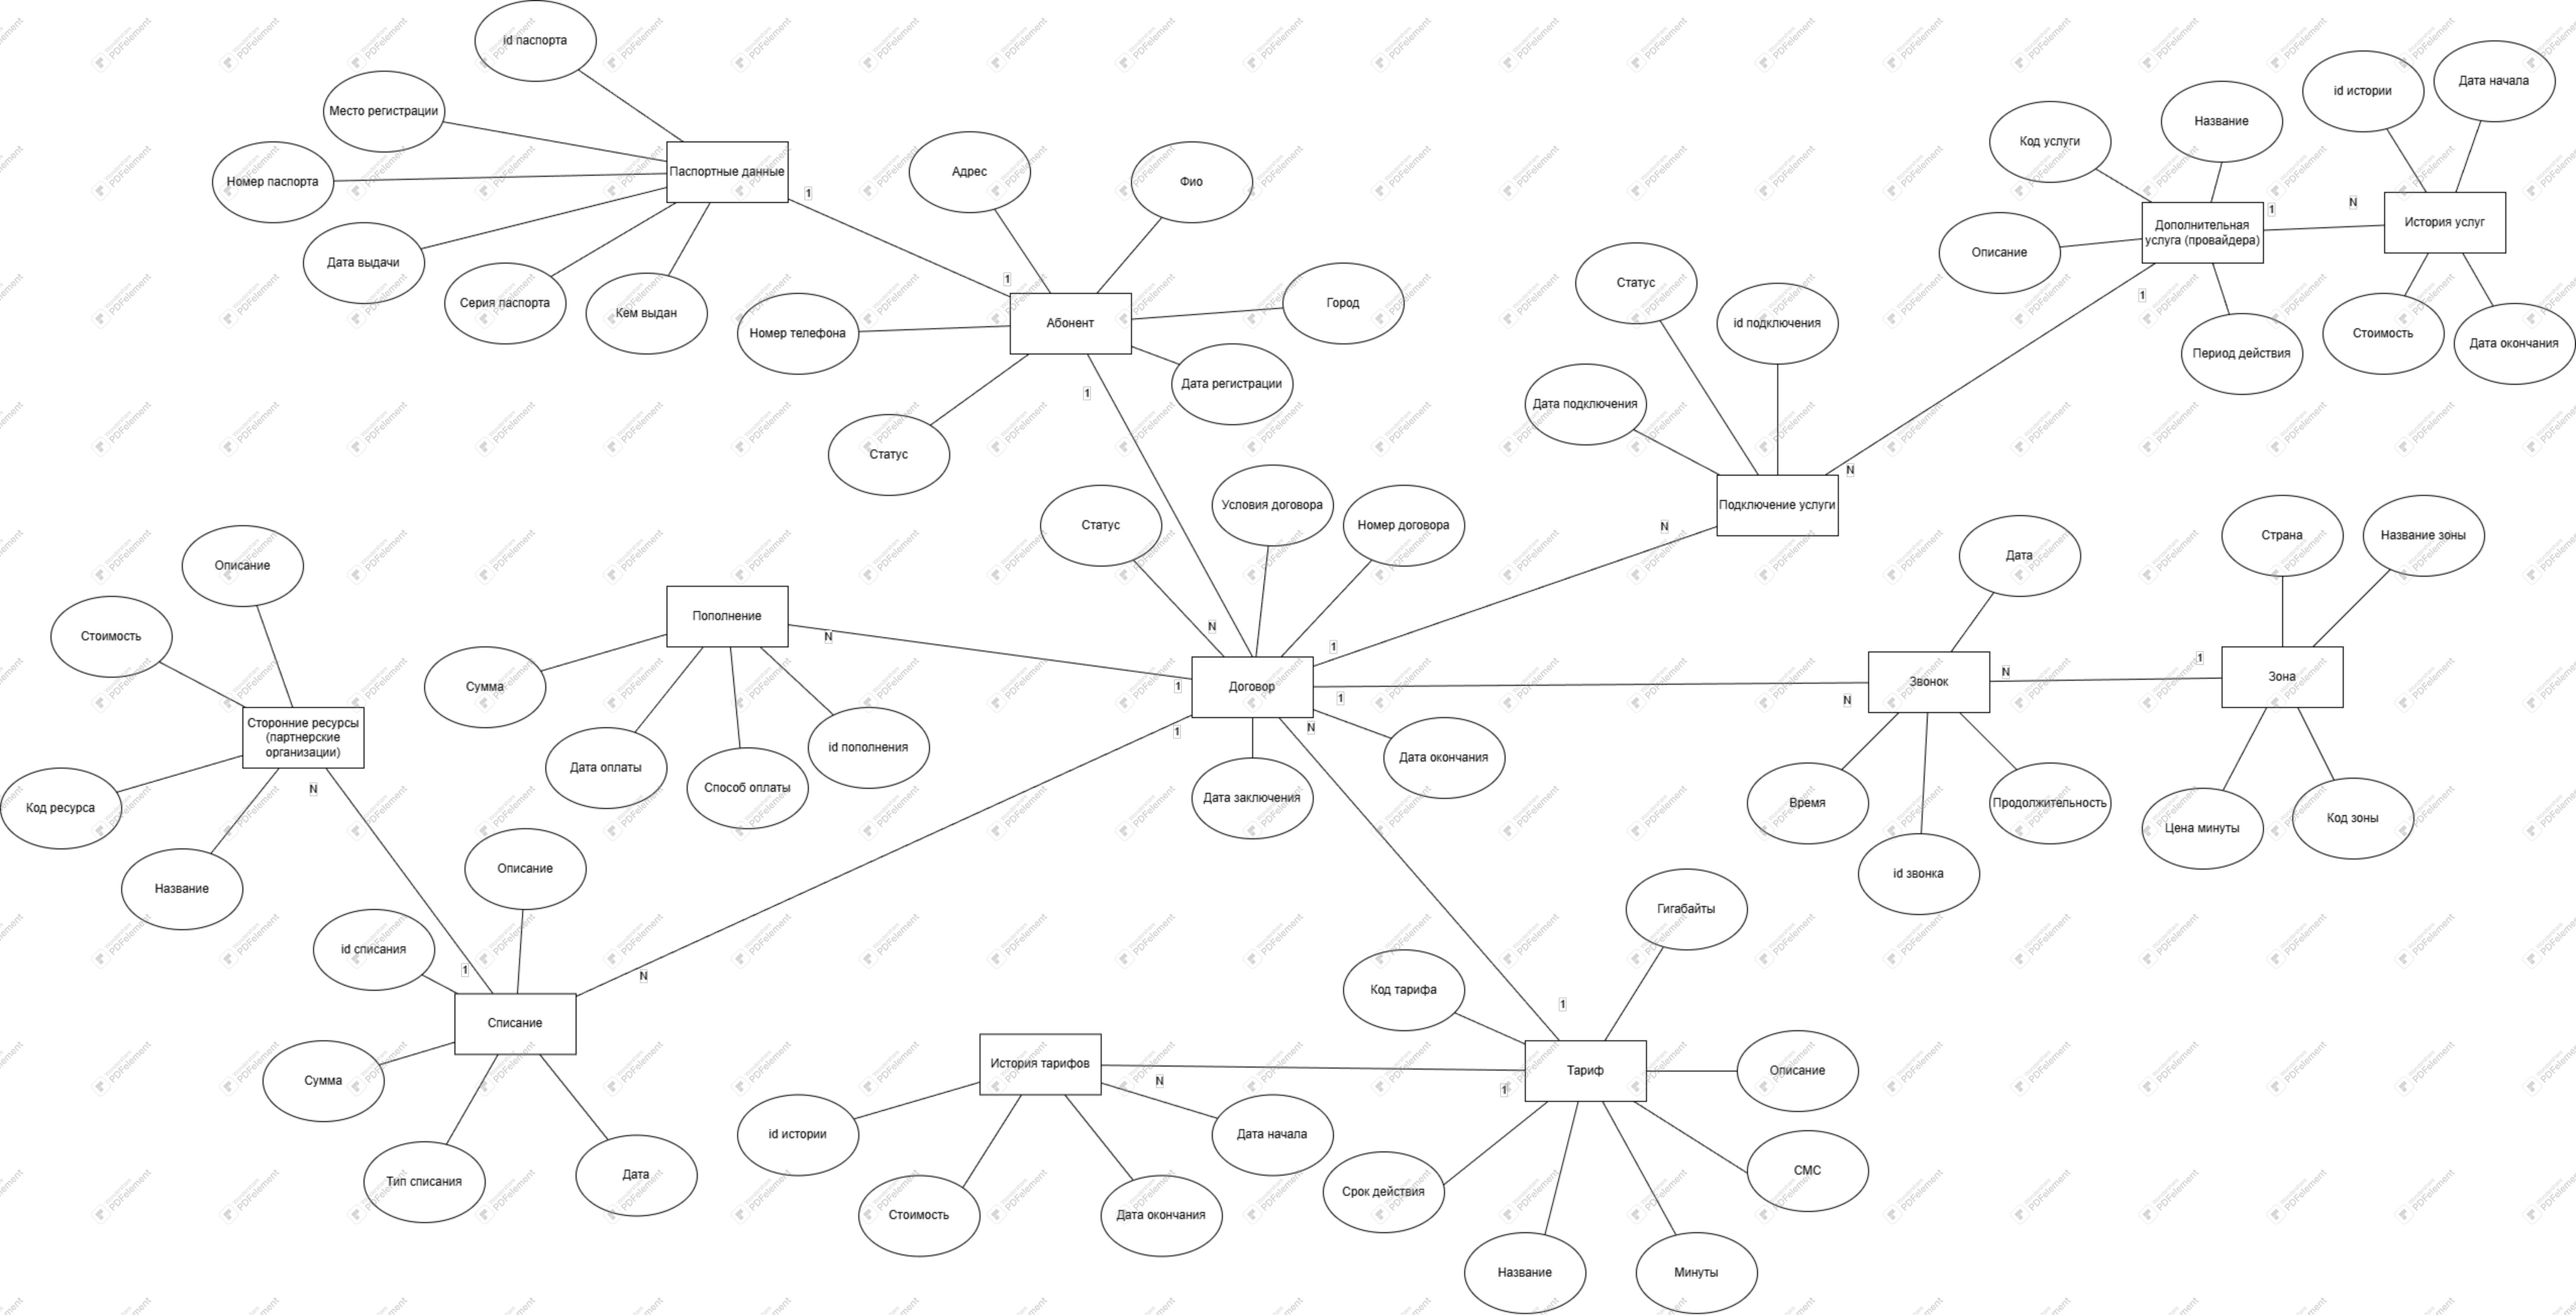 id паспорта
Место регистрации
Номер паспорта
Паспортные данные
Дата выдачи
Серия паспорта
Кем выдан
1
1
Адрес
Фио
Город
Номер телефона
Абонент
Дата регистрации
Статус
1
id истории
Дата начала
Название
Код услуги
Описание
Дополнительная
услуга (провайдера)
1
N
История услуг
Период действия
Стоимость
Дата окончания
1
Статус
id подключения
Дата подключения
N
Подключение услуги
N
Статус
Условия договора
Номер договора
N
1
Договор
1
1
1
N
Дата окончания
Дата заключения
Пополнение
N
Сумма
Дата оплаты
Способ оплаты
id пополнения
Описание
Стоимость
Сторонние ресурсы
(партнерские
организации)
Код ресурса
Название
N
Дата
N
Звонок
N
1
Время
Продолжительность
id звонка
Страна
Название зоны
Зона
Цена минуты
Код зоны
Описание
id списания
1
N
Списание
Сумма
Тип списания
Дата
История тарифов
N
id истории
Дата начала
Стоимость
Дата окончания
Гигабайты
Код тарифа
1
1
Тариф
Описание
Срок действия
СМС
Название
Минуты
Wondershare
PDFelement